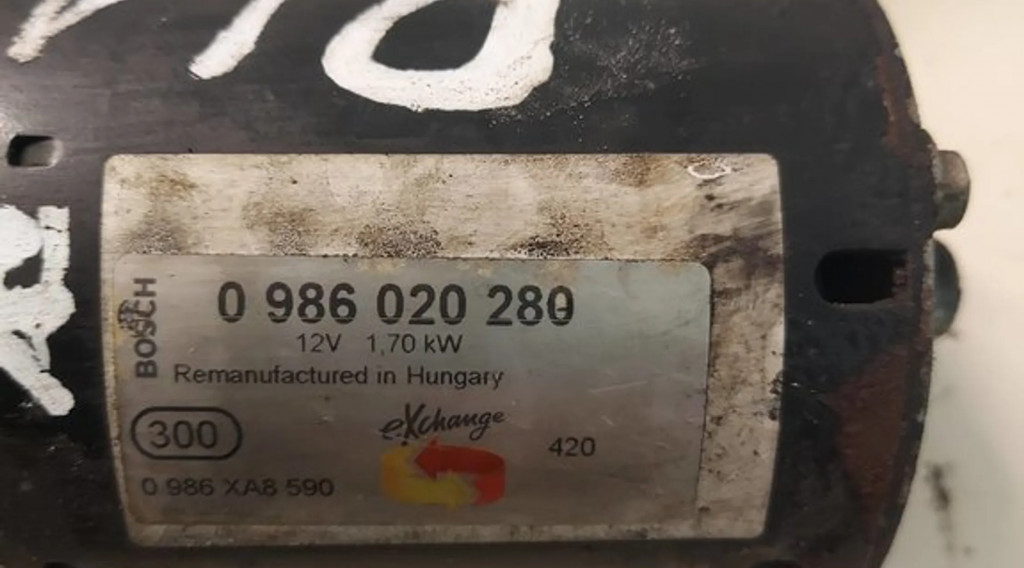 BOSCH
0 986 020 280
12V 1,70 kW
Remanufactured in Hungary
eXchange
300
420
0 986 XA8 590